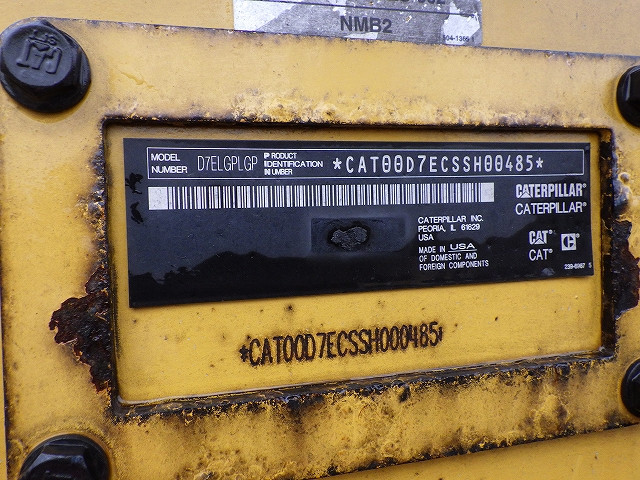 NMB2
MODEL NUMBER D7ELGPLGP PRODUCT IDENTIFICATION NUMBER *CAT00D7ECSSH00485*
CATERPILLAR®
CATERPILLAR
CATERPILLAR INC.
PEORIA, IL 61629
USA
MADE IN USA
OF DOMESTIC AND
FOREIGN COMPONENTS
CAT®
CAT®
*CAT00D7ECSSH000485*